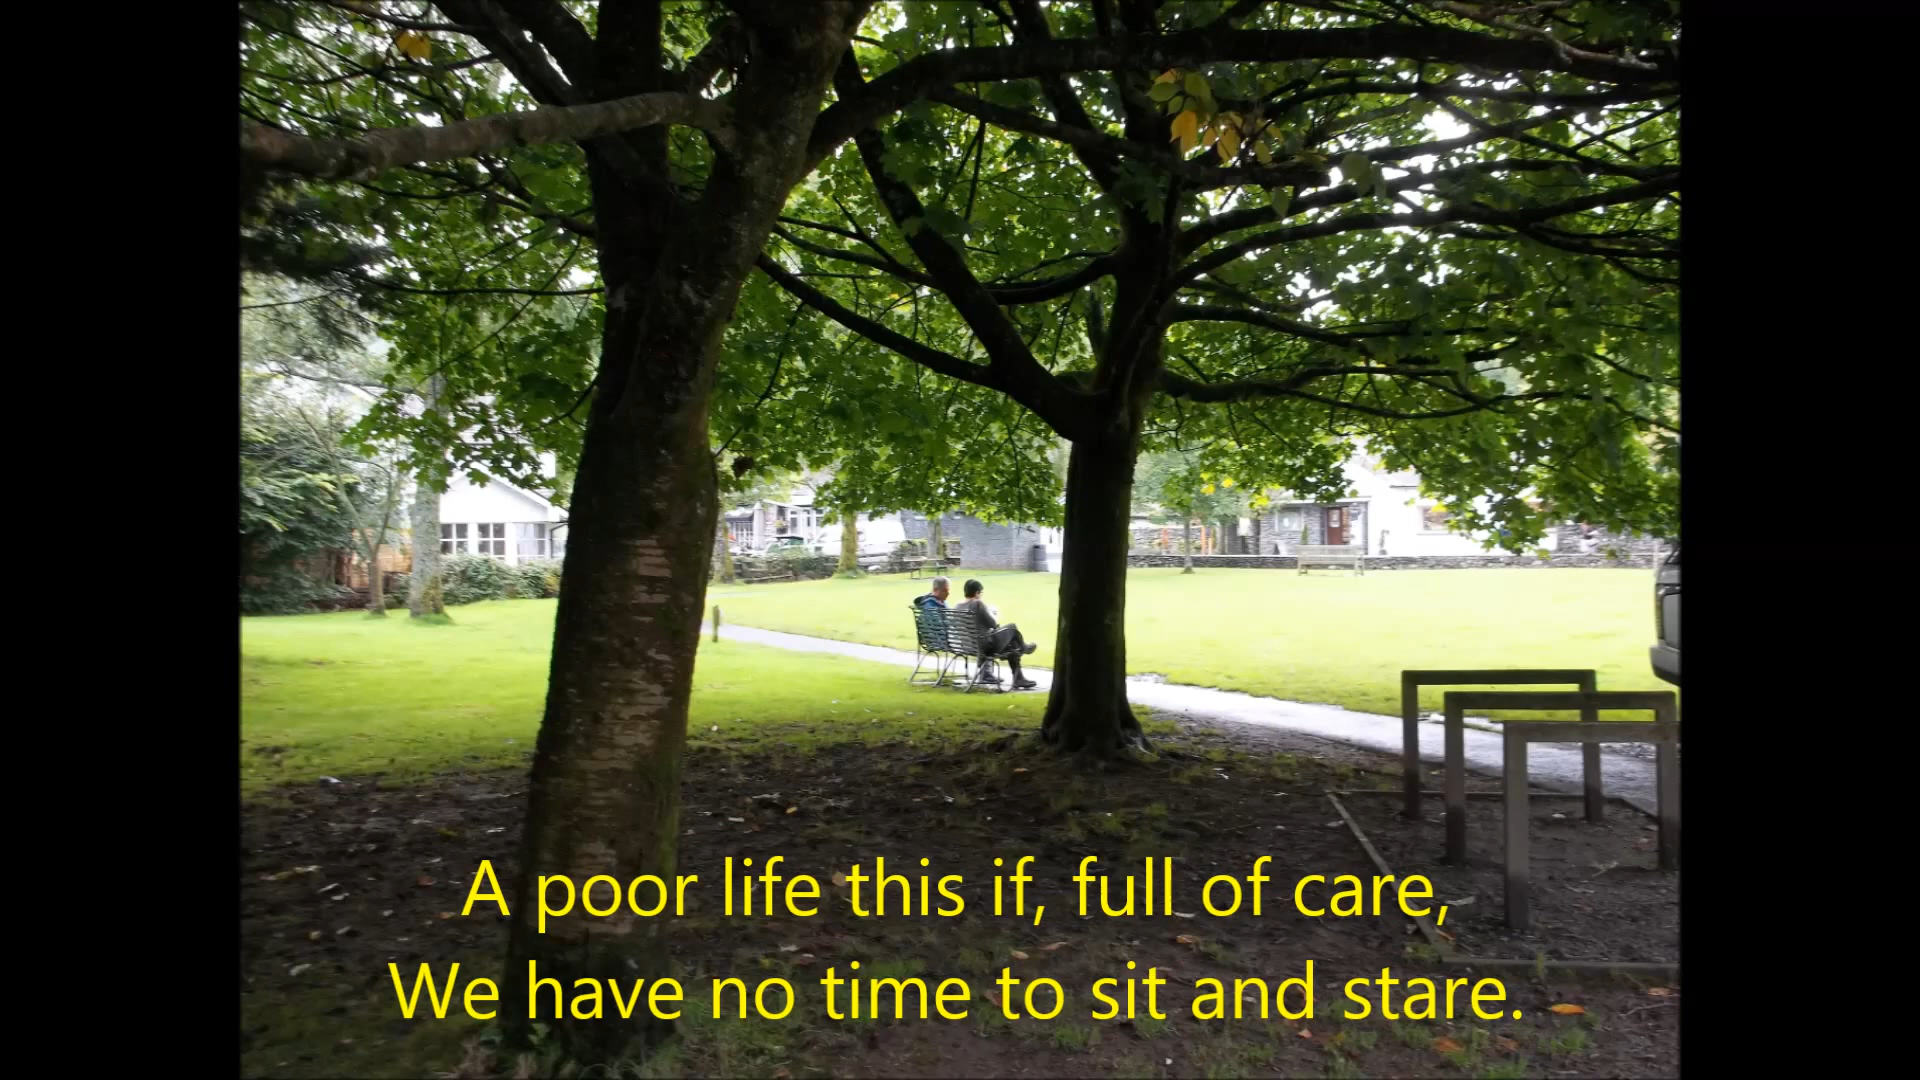 A poor life this if, full of care,
We have no time to sit and stare.